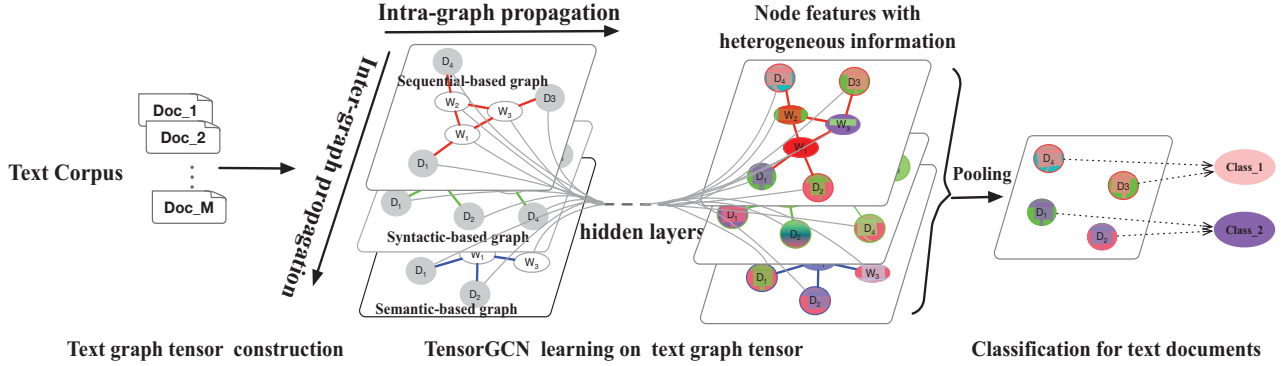 Intra-graph propagation
Inter-graph propagation
Node features with
heterogeneous information
Text Corpus
Doc_1
Doc_2
Doc_M
D4
Sequential-based graph
W2
W3
D3
W1
D1
D1
D2
D4
Syntactic-based graph
W1
W3
D1
D2
Semantic-based graph
hidden layers
D4
D3
W2
W3
W1
D1
D2
D1
D2
D4
W3
D1
D2
Pooling
D4
D3
D1
D2
Class_1
Class_2
Text graph tensor construction
TensorGCN learning on text graph tensor
Classification for text documents